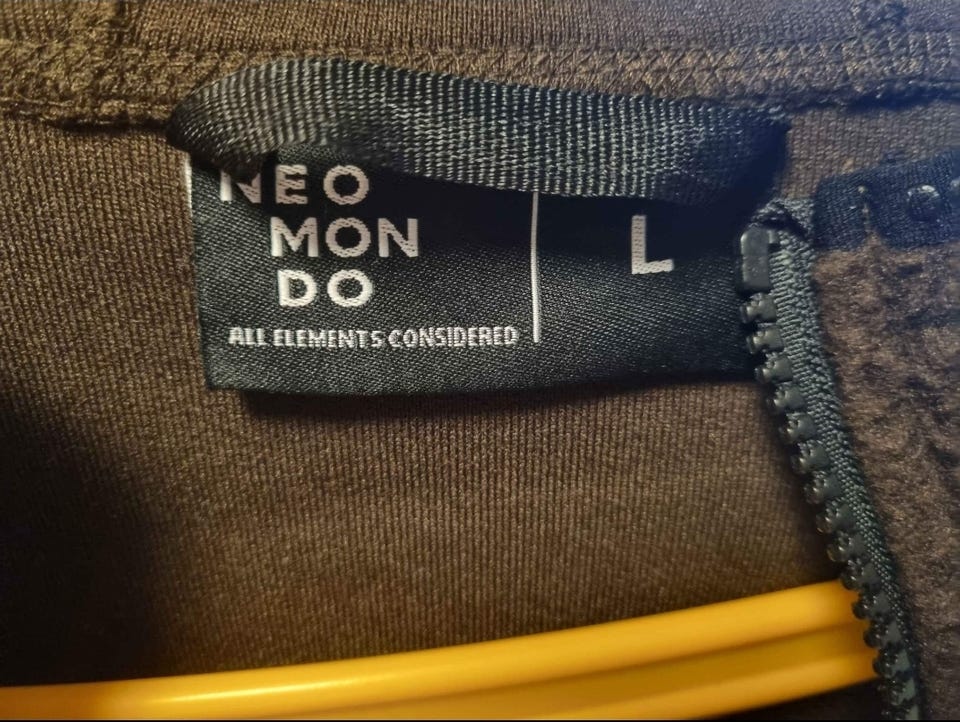 NEO
MON
DO
L
ALL ELEMENTS CONSIDERED